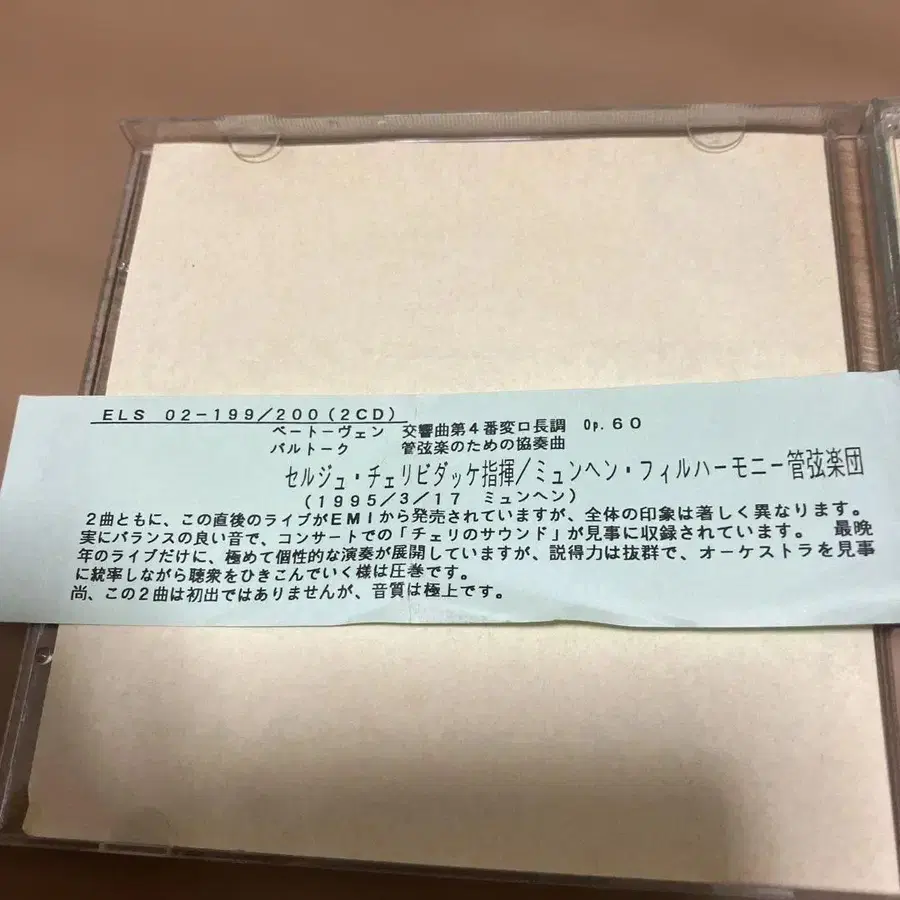 ELS 02-199/200(2CD)
ベートーヴェン 交響曲第4番変ロ長調 Op.60
バルトーク 管弦楽のための協奏曲
セルジュ・チェリビダッケ指揮/ミュンヘン・フィルハーモニー管弦楽団
(1995/3/17 ミュンヘン)
2曲ともに、この直後のライブがEMIから発売されていますが、全体の印象は著しく異なります。
実にバランスの良い音で、コンサートでの「チェリのサウンド」が見事に収録されています。 最晩
年のライブだけに、極めて個性的な演奏が展開していますが、説得力は抜群で、オーケストラを見事
に統率しながら聴衆をひきこんでいく様は圧巻です。
尚、この2曲は初出ではありませんが、音質は極上です。